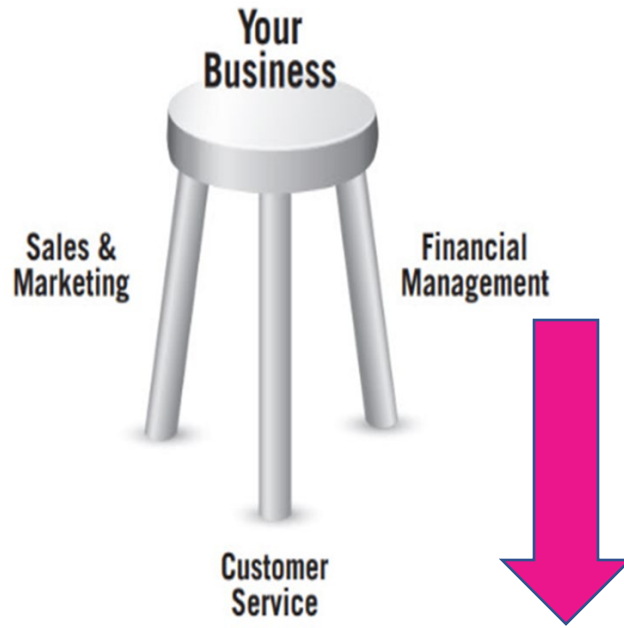 Your
Business
Sales &
Marketing
Financial
Management
Customer
Service